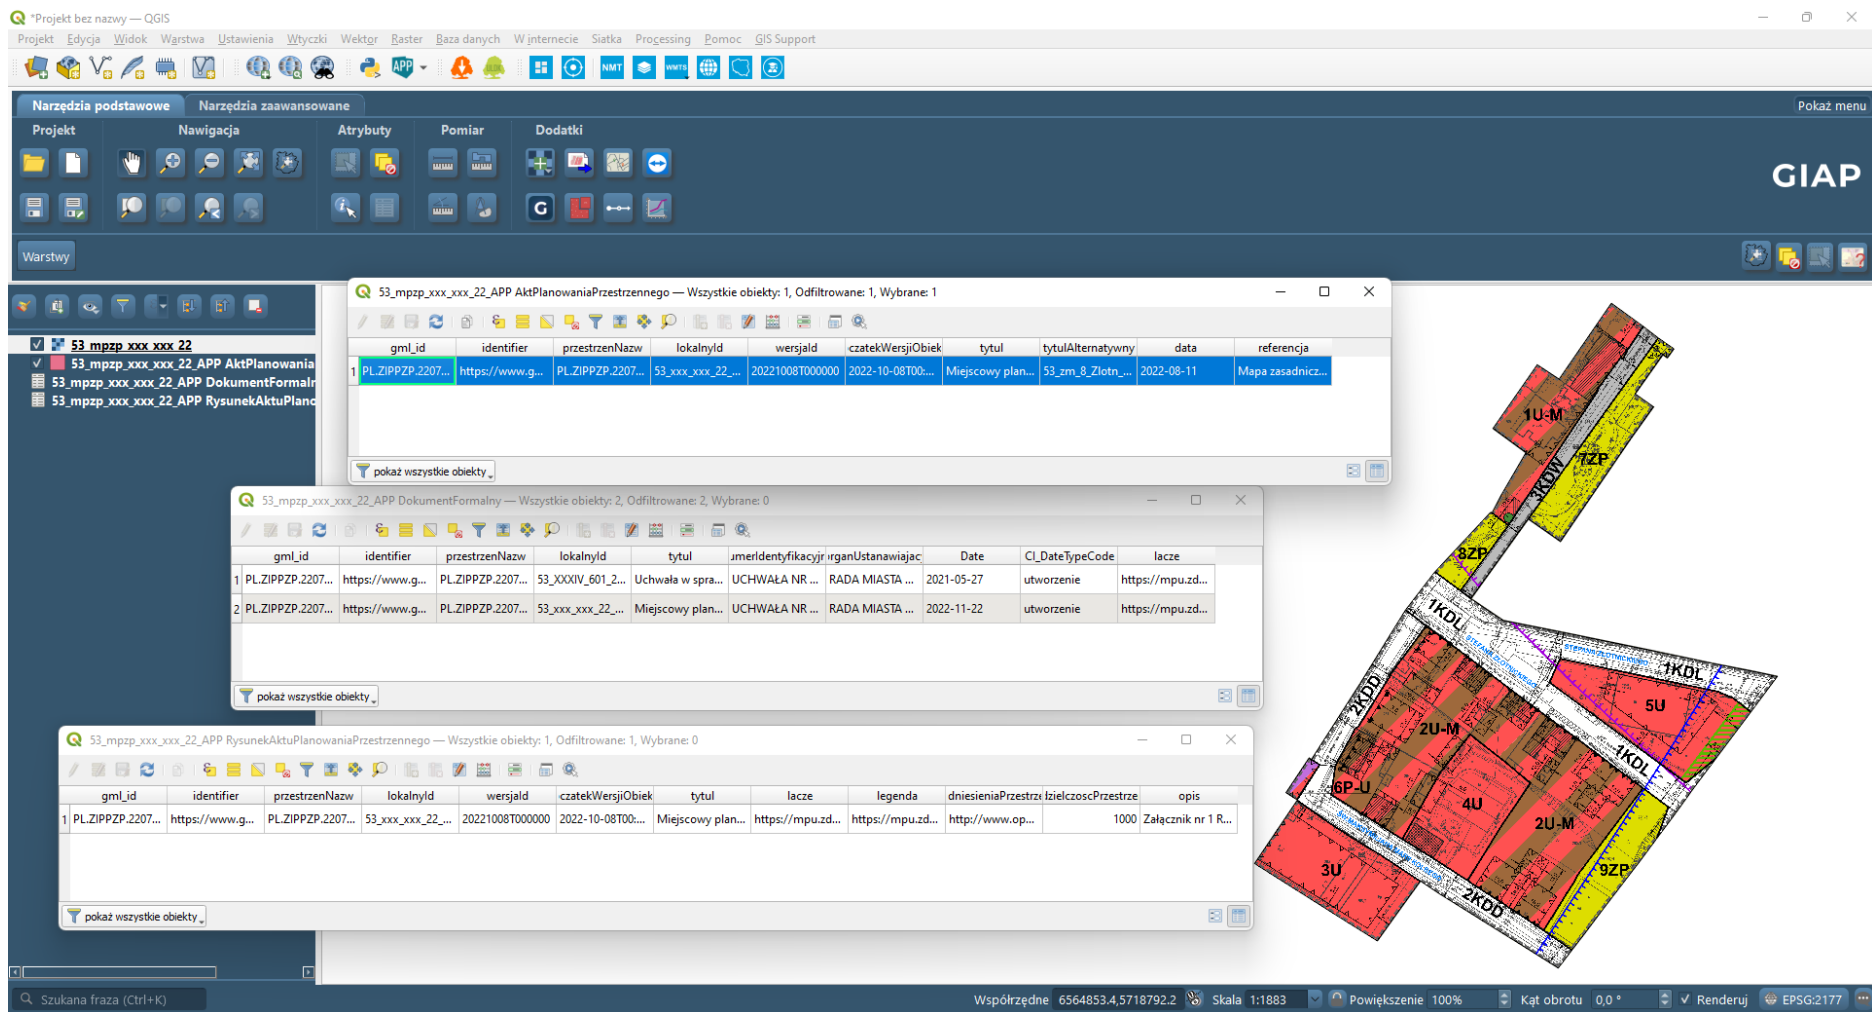 *Projekt bez nazwy — QGIS
Projekt Edycja Widok Warstwa Ustawienia Wtyczki Wektor Raster Baza danych W internecie Siatka Processing Pomoc GIS Support
APP NMT WMTS
Narzędzia podstawowe Narzędzia zaawansowane Pokaż menu
Projekt Nawigacja Atrybuty Pomiar Dodatki
GIAP
G
Warstwy
53_mpzp_xxx_xxx_22
53_mpzp_xxx_xxx_22_APP AktPlanowania
53_mpzp_xxx_xxx_22_APP DokumentFormaln
53_mpzp_xxx_xxx_22_APP RysunekAktuPlano
53_mpzp_xxx_xxx_22_APP AktPlanowaniaPrzestrzennego — Wszystkie obiekty: 1, Odfiltrowane: 1, Wybrane: 1
gml_id identifier przestrzenNazw lokalnyId wersjaId czatekWersjiObiek tytul tytulAlternatywny data referencja
1 PL.ZIPPZP.2207... https://www.g... PL.ZIPPZP.2207... 53_xxx_xxx_22_... 20221008T000000 2022-10-08T00:... Miejscowy plan... 53_zm_8_Zlotn_... 2022-08-11 Mapa zasadnicz...
pokaż wszystkie obiekty
53_mpzp_xxx_xxx_22_APP DokumentFormalny — Wszystkie obiekty: 2, Odfiltrowane: 2, Wybrane: 0
gml_id identifier przestrzenNazw lokalnyId tytul umerIdentyfikacyjn organUstanawiajac Date CI_DateTypeCode lacze
1 PL.ZIPPZP.2207... https://www.g... PL.ZIPPZP.2207... 53_XXXIV_601_2... Uchwała w spra... UCHWAŁA NR ... RADA MIASTA ... 2021-05-27 utworzenie https://mpu.zd...
2 PL.ZIPPZP.2207... https://www.g... PL.ZIPPZP.2207... 53_xxx_xxx_22_... Miejscowy plan... UCHWAŁA NR ... RADA MIASTA ... 2022-11-22 utworzenie https://mpu.zd...
pokaż wszystkie obiekty
53_mpzp_xxx_xxx_22_APP RysunekAktuPlanowaniaPrzestrzennego — Wszystkie obiekty: 1, Odfiltrowane: 1, Wybrane: 0
gml_id identifier przestrzenNazw lokalnyId wersjaId czatekWersjiObiek tytul lacze legenda dniesieniaPrzestrze dzielczoscPrzestrze opis
1 PL.ZIPPZP.2207... https://www.g... PL.ZIPPZP.2207... 53_xxx_xxx_22_... 20221008T000000 2022-10-08T00:... Miejscowy plan... https://mpu.zd... https://mpu.zd... http://www.op... 1000 Załącznik nr 1 R...
pokaż wszystkie obiekty
1U-M
7ZP
3KDW
8ZP
1KDL
1KDL
2KDD
5U
2U-M
1KDL
6P-U
4U
2U-M
3U
9ZP
2KDD
Szukana fraza (Ctrl+K) Współrzędne 6564853.4,5718792.2 Skala 1:1883 Powiększenie 100% Kąt obrotu 0,0 ° Renderuj EPSG:2177